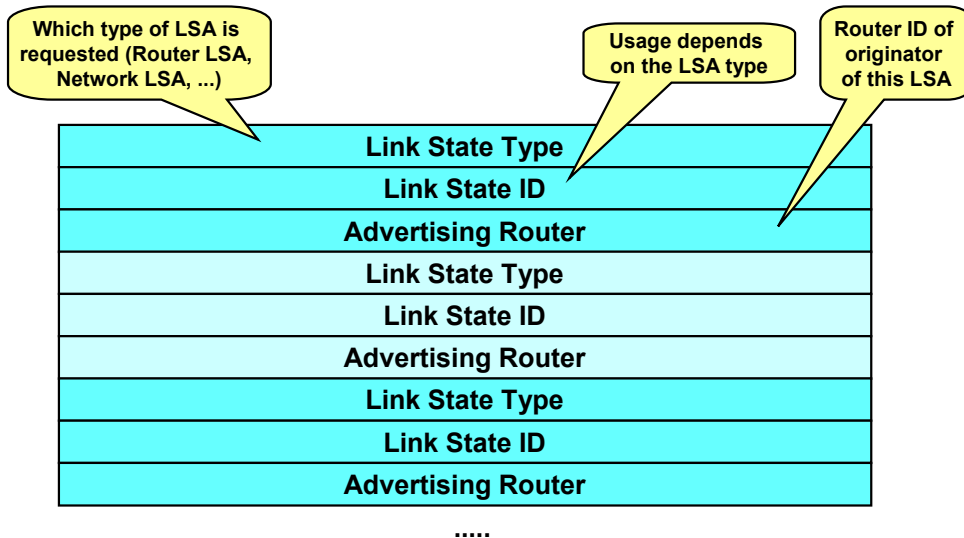 Which type of LSA is
requested (Router LSA,
Network LSA, ...)
Usage depends
on the LSA type
Router ID of
originator
of this LSA
Link State Type
Link State ID
Advertising Router
Link State Type
Link State ID
Advertising Router
Link State Type
Link State ID
Advertising Router
.....